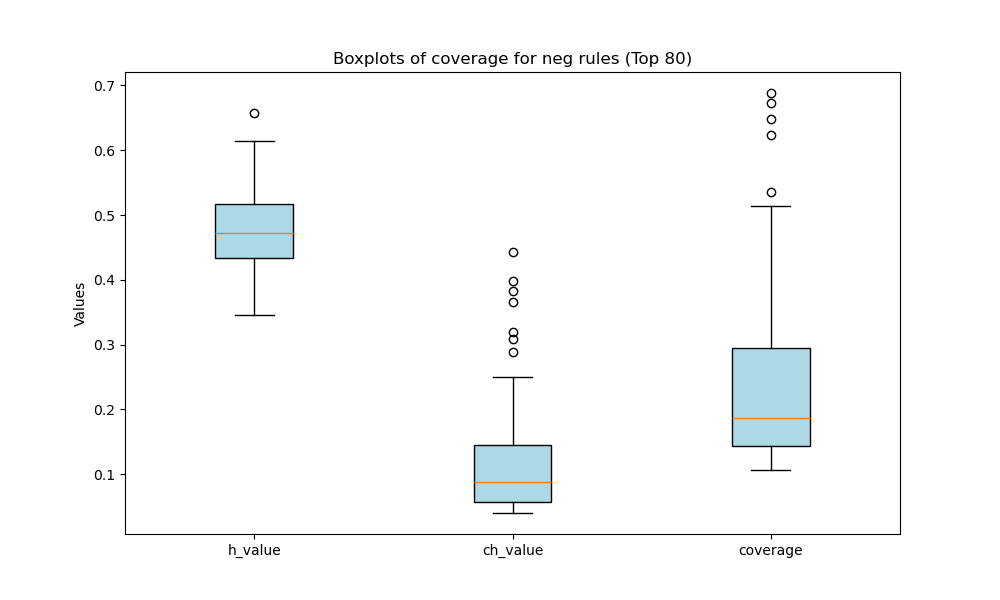 Boxplots of coverage for neg rules (Top 80)
0.7
0.6
0.5
0.4
0.3
0.2
0.1
Values
h_value
ch_value
coverage